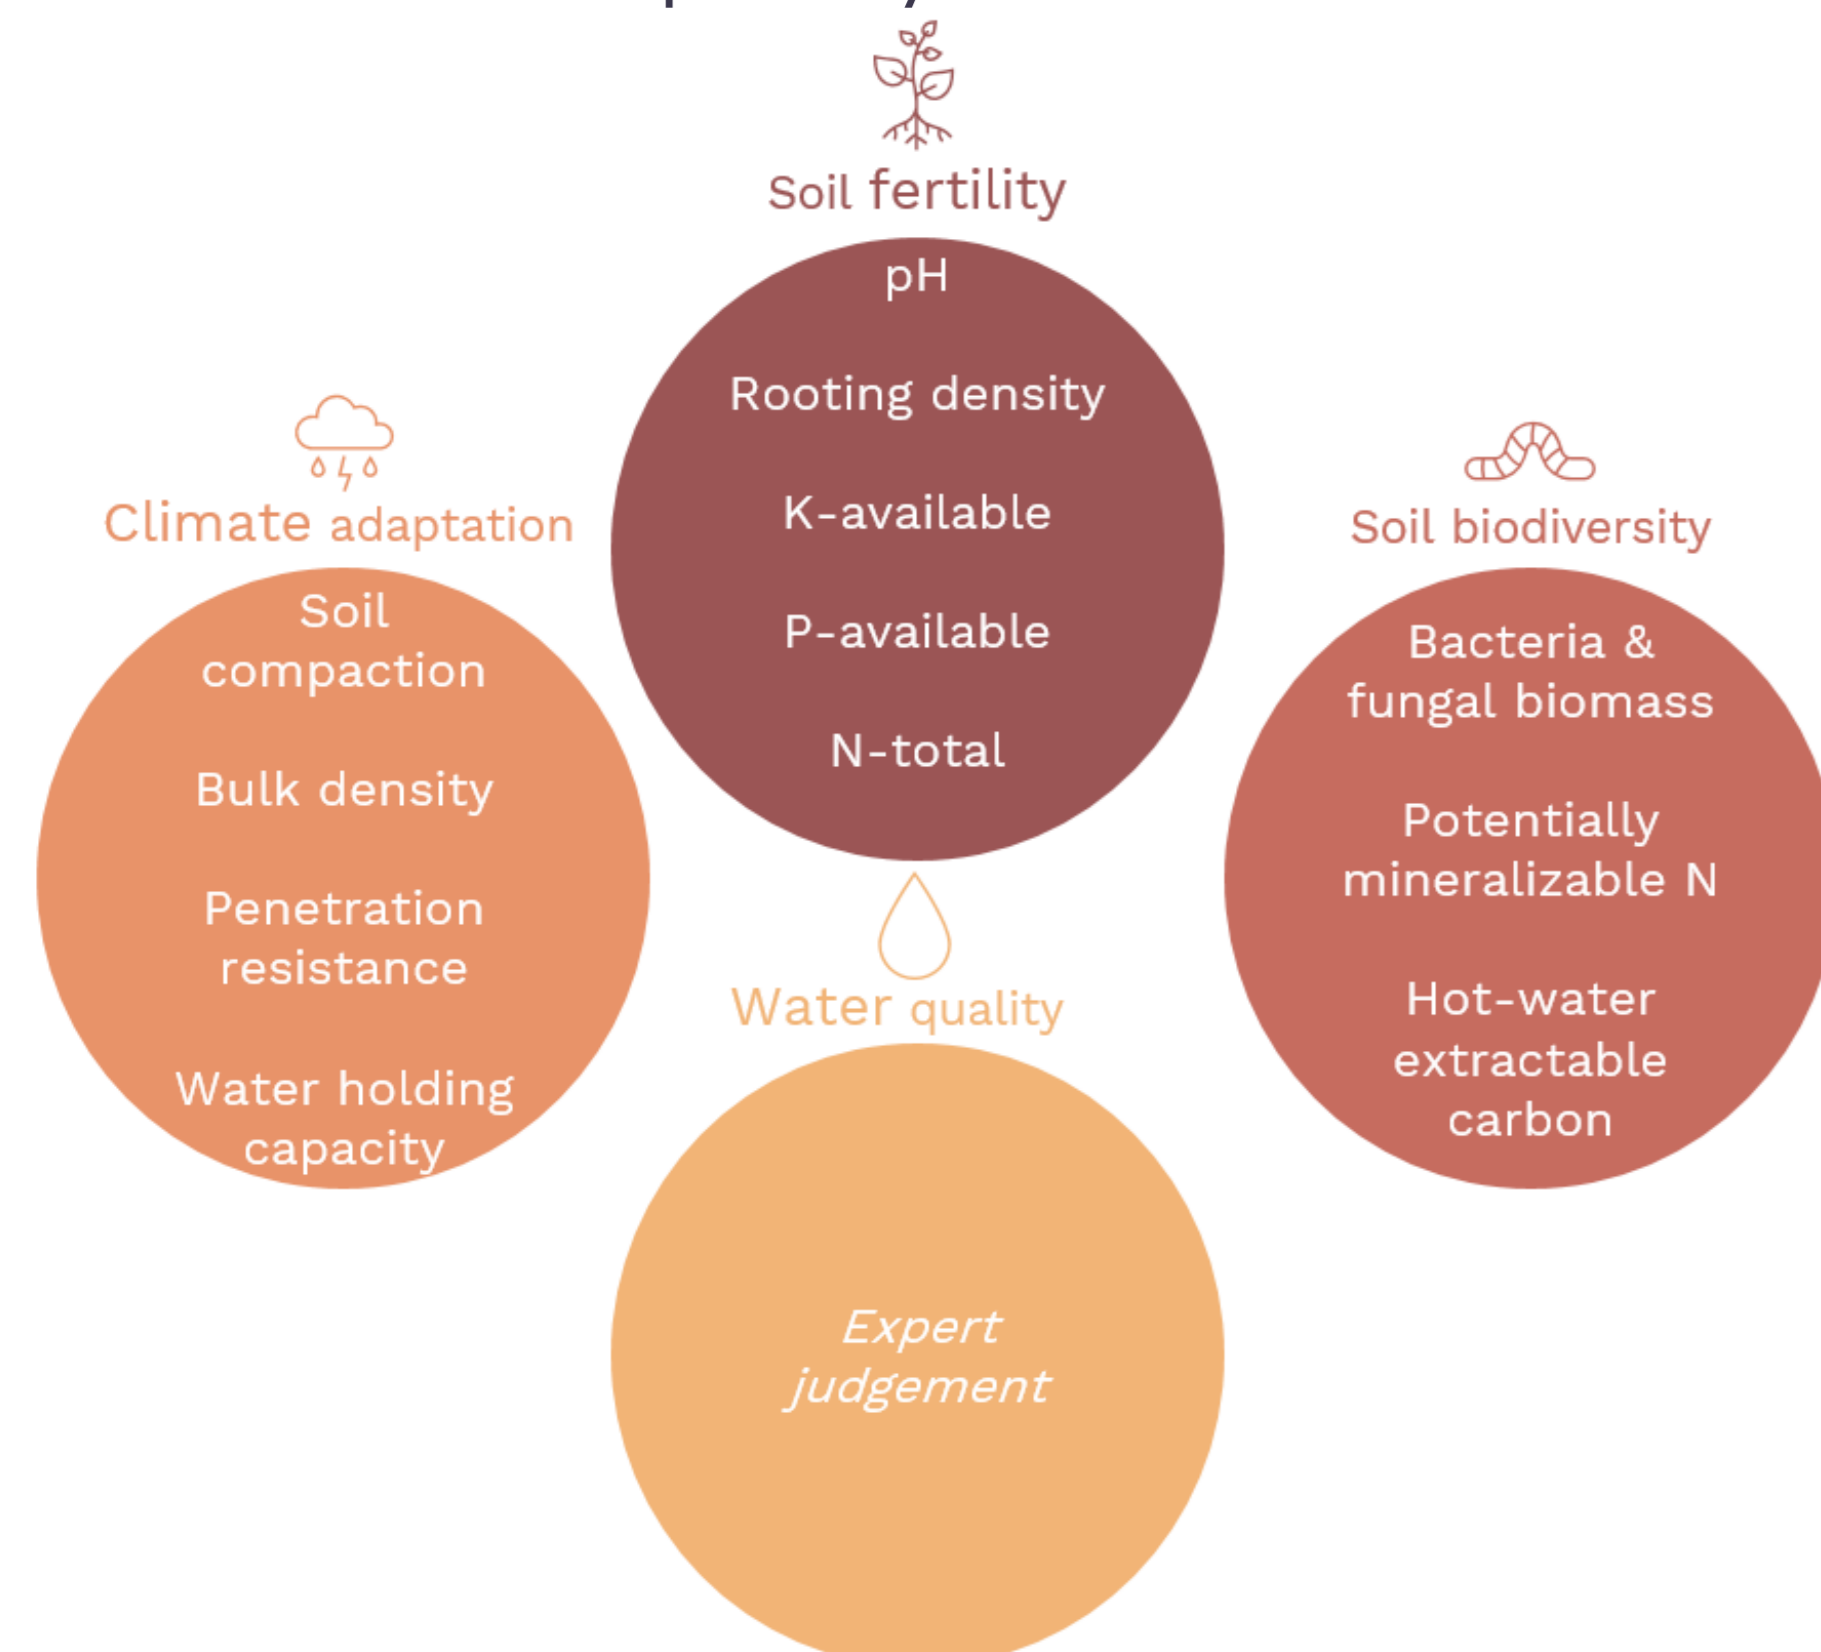 Soil fertility
pH
Rooting density
K-available
P-available
N-total
Climate adaptation
Soil
compaction
Bulk density
Penetration
resistance
Water holding
capacity
Soil biodiversity
Bacteria &
fungal biomass
Potentially
mineralizable N
Hot-water
extractable
carbon
Water quality
Expert
judgement